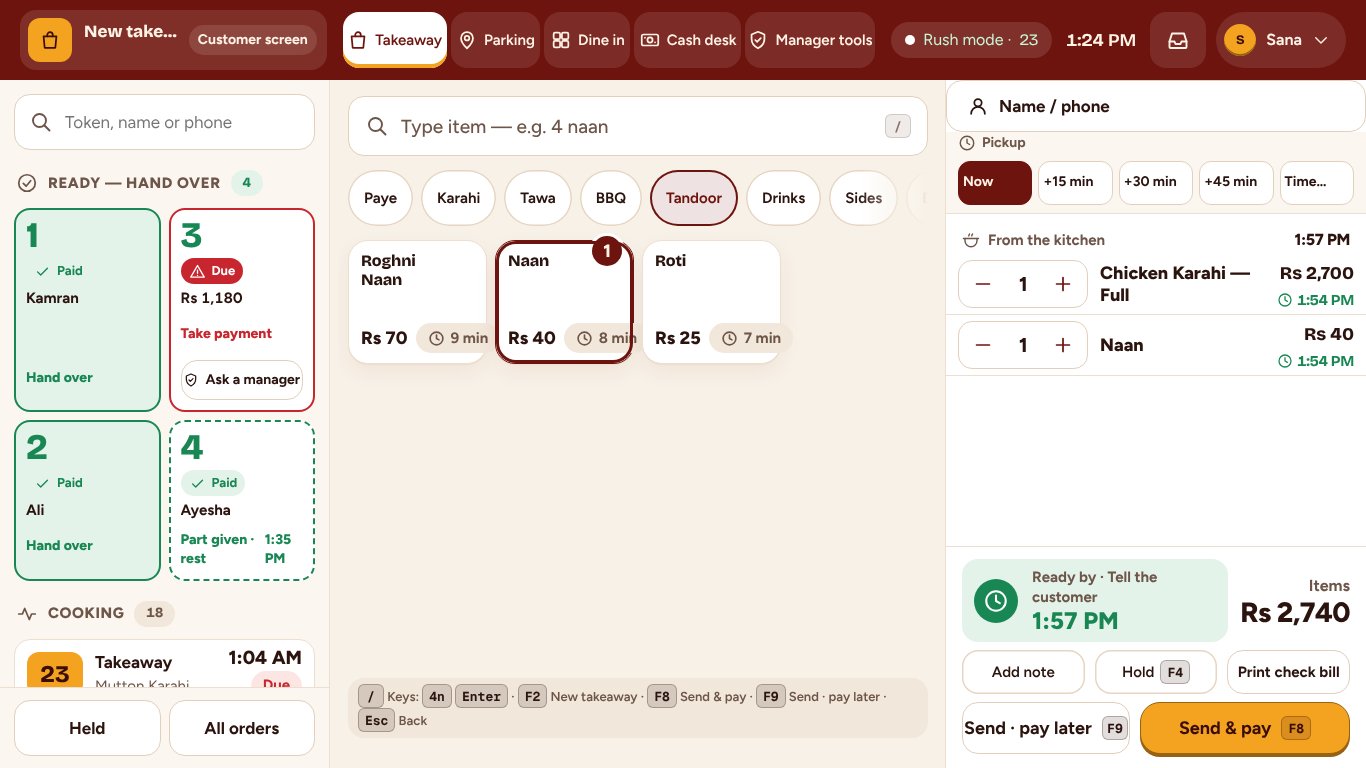 New take...
Customer screen
Takeaway
Parking
Dine in
Cash desk
Manager tools
Rush mode · 23
1:24 PM
S
Sana
Token, name or phone
READY — HAND OVER 4
1
Paid
Kamran
Hand over
3
Due
Rs 1,180
Take payment
Ask a manager
2
Paid
Ali
Hand over
4
Paid
Ayesha
Part given · rest
1:35 PM
COOKING 18
23
Takeaway
1:04 AM
Mutton Karahi
Due
Held
All orders
Type item — e.g. 4 naan
/
Paye
Karahi
Tawa
BBQ
Tandoor
Drinks
Sides
Roghni Naan
Rs 70
9 min
1
Naan
Rs 40
8 min
Roti
Rs 25
7 min
/ Keys: 4n Enter · F2 New takeaway · F8 Send & pay · F9 Send · pay later ·
Esc Back
Name / phone
Pickup
Now
+15 min
+30 min
+45 min
Time...
From the kitchen
1:57 PM
1
Chicken Karahi — Full
Rs 2,700
1:54 PM
1
Naan
Rs 40
1:54 PM
Ready by · Tell the customer
1:57 PM
Items
Rs 2,740
Add note
Hold F4
Print check bill
Send · pay later F9
Send & pay F8